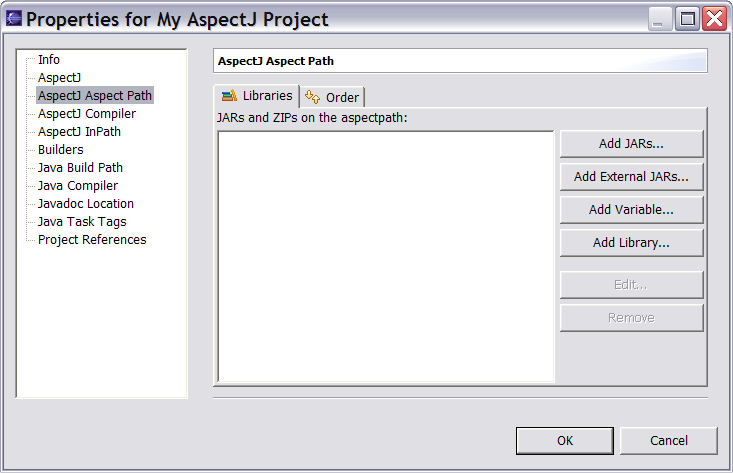 Properties for My AspectJ Project
Info
AspectJ
AspectJ Aspect Path
AspectJ Compiler
AspectJ InPath
Builders
Java Build Path
Java Compiler
Javadoc Location
Java Task Tags
Project References
AspectJ Aspect Path
Libraries
Order
JARs and ZIPs on the aspectpath:
Add JARs...
Add External JARs...
Add Variable...
Add Library...
Edit...
Remove
OK
Cancel